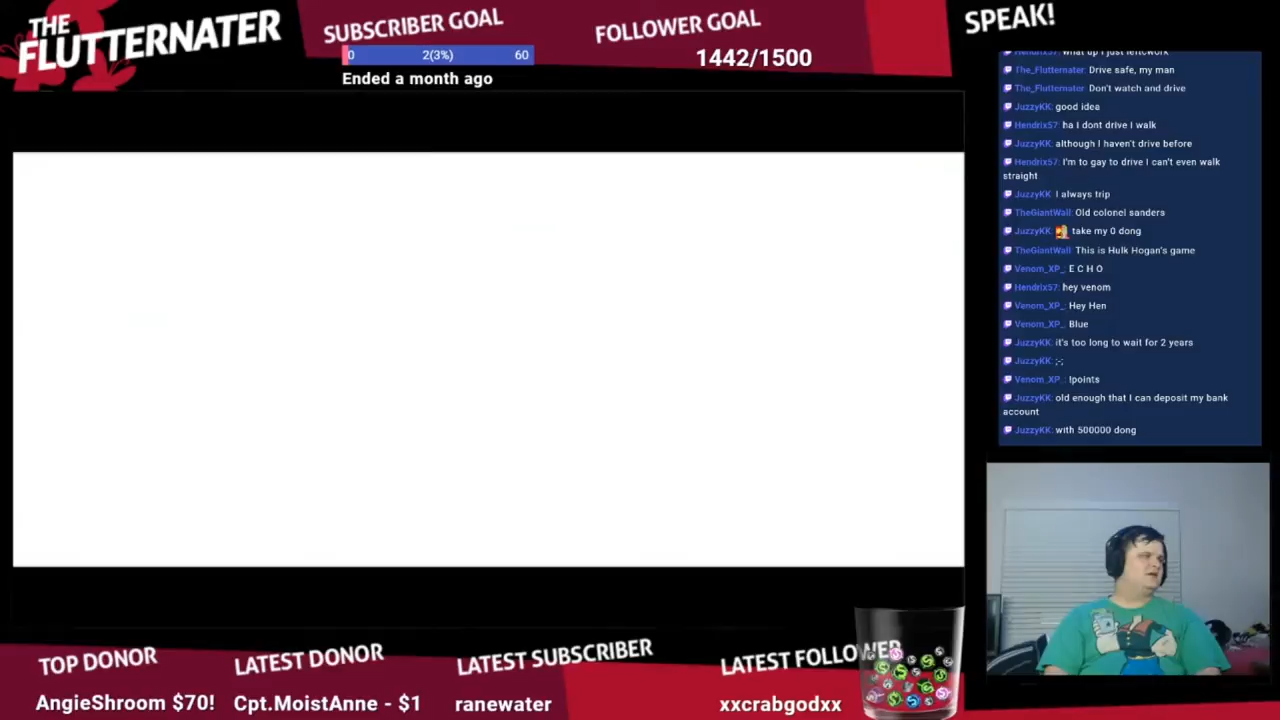 THE
FLUTTERNATER
SUBSCRIBER GOAL
0 2(3%) 60
Ended a month ago
FOLLOWER GOAL
1442/1500
SPEAK!
Hendrix57: what up I just leftcwork
The_Flutternater: Drive safe, my man
The_Flutternater: Don't watch and drive
JuzzyKK: good idea
Hendrix57: ha I dont drive I walk
JuzzyKK: although I haven't drive before
Hendrix57: I'm to gay to drive I can't even walk
straight
JuzzyKK: I always trip
TheGiantWall: Old colonel sanders
JuzzyKK: take my 0 dong
TheGiantWall: This is Hulk Hogan's game
Venom_XP_: E C H O
Hendrix57: hey venom
Venom_XP_: Hey Hen
Venom_XP_: Blue
JuzzyKK: it's too long to wait for 2 years
JuzzyKK: ;-;
Venom_XP_: !points
JuzzyKK: old enough that I can deposit my bank
account
JuzzyKK: with 500000 dong
TOP DONOR
AngieShroom $70!
LATEST DONOR
Cpt.MoistAnne - $1
LATEST SUBSCRIBER
ranewater
LATEST FOLLOWER
xxcrabgodxx